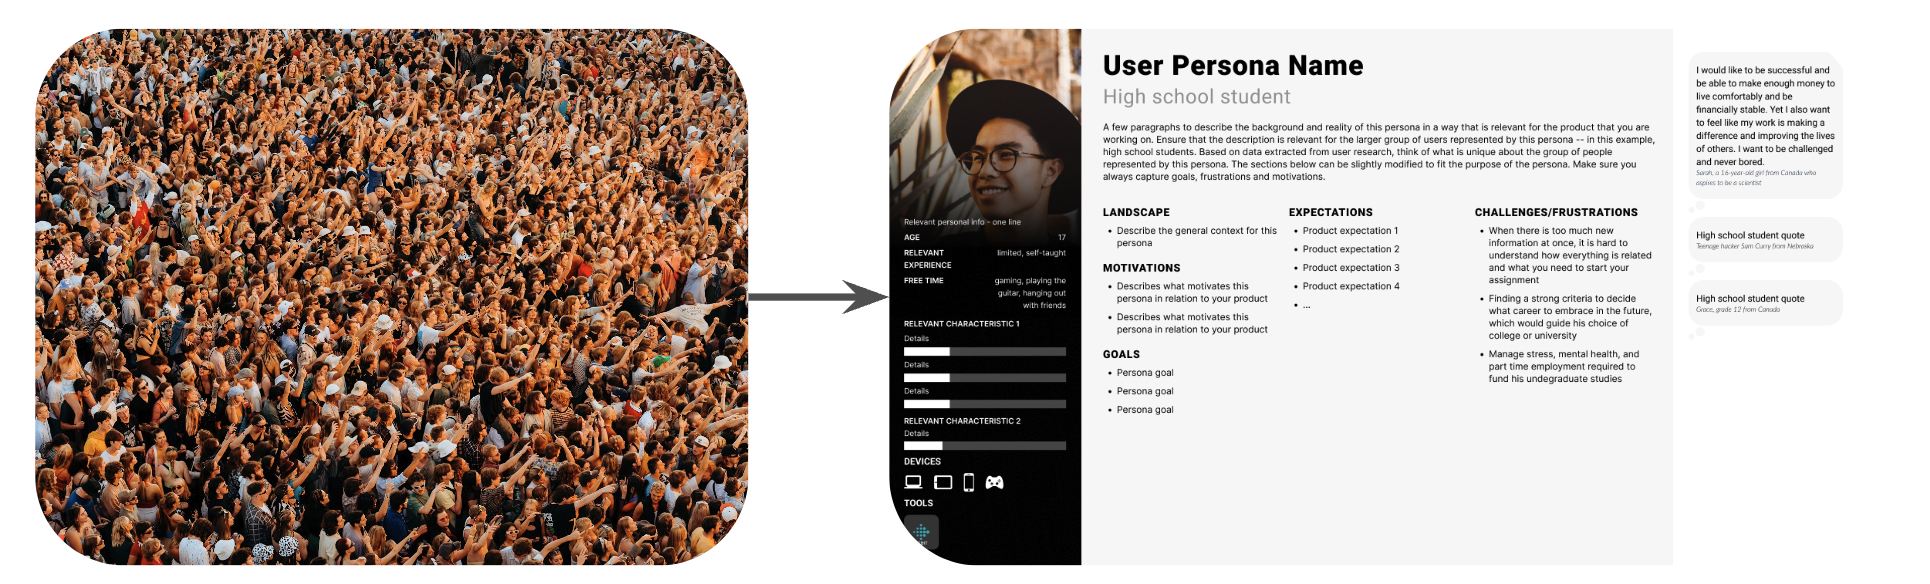 User Persona Name
High school student
A few paragraphs to describe the background and reality of this persona in a way that is relevant for the product that you are
working on. Ensure that the description is relevant for the larger group of users represented by this persona -- in this example,
high school students. Based on data extracted from user research, think of what is unique about the group of people
represented by this persona. The sections below can be slightly modified to fit the purpose of the persona. Make sure you
always capture goals, frustrations and motivations.
Relevant personal info - one line
AGE 17
RELEVANT limited, self-taught
EXPERIENCE
FREE TIME gaming, playing the
guitar, hanging out
with friends
RELEVANT CHARACTERISTIC 1
Details
Details
Details
RELEVANT CHARACTERISTIC 2
Details
DEVICES
TOOLS
LANDSCAPE
• Describe the general context for this
persona
MOTIVATIONS
• Describes what motivates this
persona in relation to your product
• Describes what motivates this
persona in relation to your product
GOALS
• Persona goal
• Persona goal
• Persona goal
EXPECTATIONS
• Product expectation 1
• Product expectation 2
• Product expectation 3
• Product expectation 4
• ...
CHALLENGES/FRUSTRATIONS
• When there is too much new
information at once, it is hard to
understand how everything is related
and what you need to start your
assignment
• Finding a strong criteria to decide
what career to embrace in the future,
which would guide his choice of
college or university
• Manage stress, mental health, and
part time employment required to
fund his undegraduate studies
I would like to be successful and
be able to make enough money to
live comfortably and be
financially stable. Yet I also want
to feel like my work is making a
difference and improving the lives
of others. I want to be challenged
and never bored.
Sarah, a 16-year-old girl from Canada who
aspires to be a scientist
High school student quote
Teenage hacker Sam Curry from Nebraska
High school student quote
Grace, grade 12 from Canada